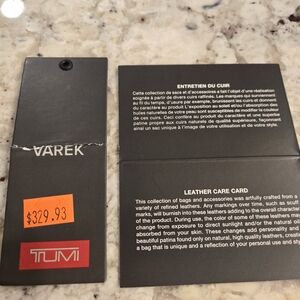 VAREK
$329.93
TUMI
ENTRETIEN DU CUIR
Cette collection de sacs et d'accessoires a fait l'objet d'une réalisation
soignée à partir de divers cuirs raffinés. Les marques qui surviennent
au fil du temps, d'usure par exemple, brunissent les cuirs et donnent
du caractère au produit L'exposition au soleil et/ou l'absorption des
huiles naturelles de votre peau sont susceptibles de modifier la couleur
de ces cuirs. Ceci confère au produit du caractère et une superbe
patine propre aux cuirs naturels de qualité supérieure, façonnant
ainsi un sac unique à l'image de votre utilisation et de votre style.
LEATHER CARE CARD
This collection of bags and accessories was artfully crafted from a
variety of refined leathers. Any markings over time, such as scuff
marks, will burnish into these leathers adding to the overall character
of the product. During use, the color of some of these leathers may
change from exposure to direct sunlight and/or the natural oils
absorbed from your skin. These changes add personality and
beautiful patina found only on natural, high quality leathers, creating
a bag that is unique and a reflection of your personal use and style